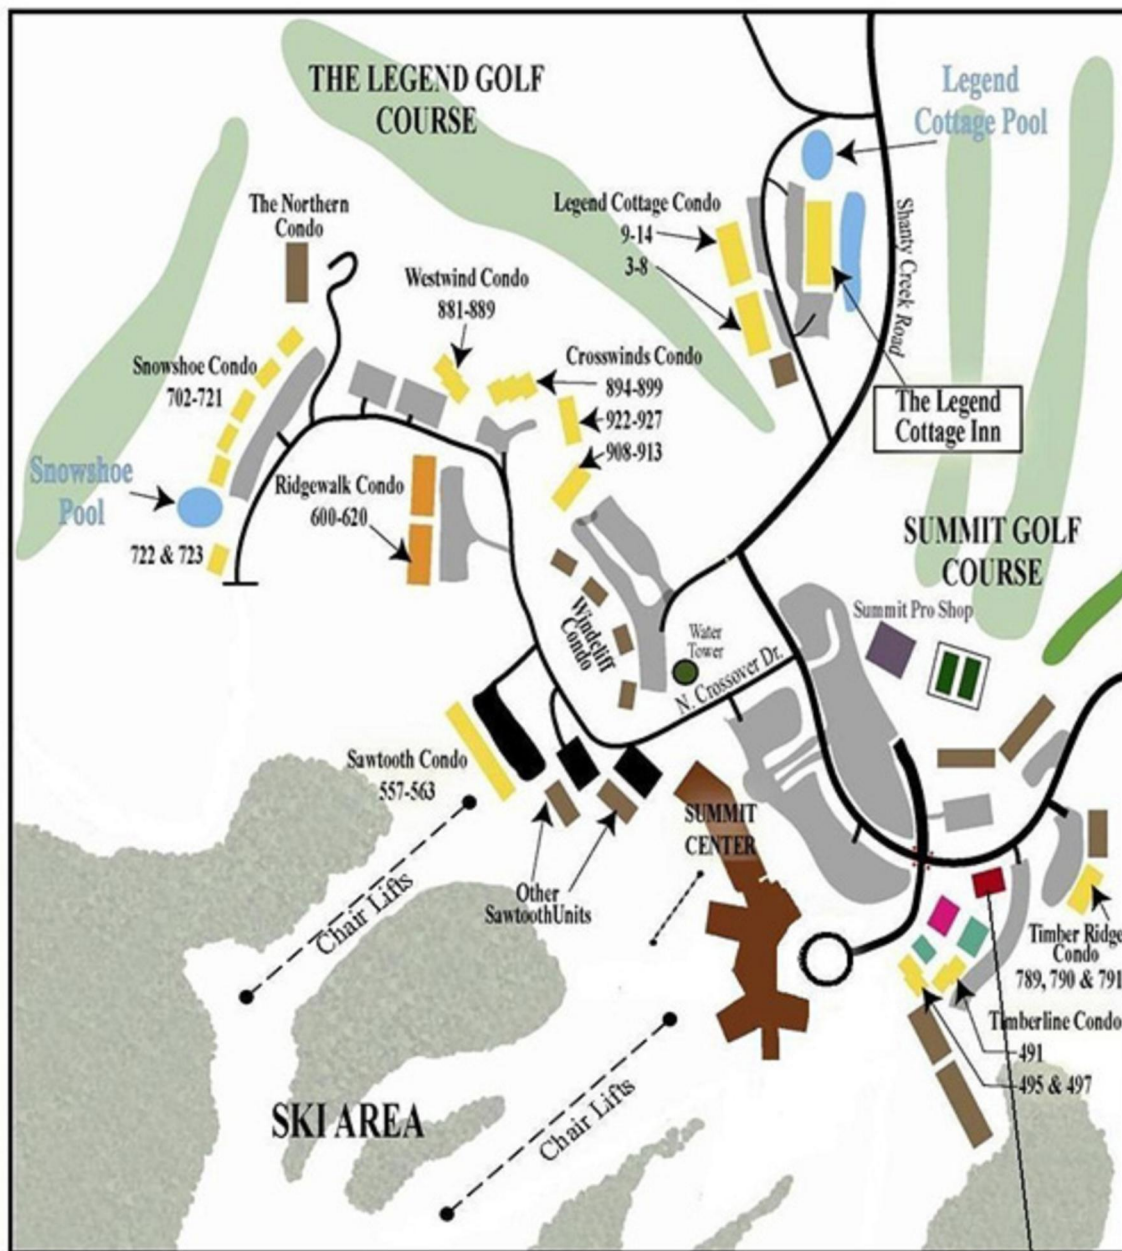 THE LEGEND GOLF
COURSE
Legend
Cottage Pool
The Northern
Condo
Legend Cottage Condo
9-14
3-8
Shanty Creek Road
Westwind Condo
881-889
Snowshoe Condo
702-721
Crosswinds Condo
894-899
922-927
908-913
The Legend
Cottage Inn
Snowshoe
Pool
Ridgewalk Condo
600-620
722 & 723
SUMMIT GOLF
COURSE
Summit Pro Shop
Windcliff
Condo
Water
Tower
N. Crossover Dr.
Sawtooth Condo
557-563
SUMMIT
CENTER
Other
SawtoothUnits
Chair Lifts
Timber Ridge
Condo
789, 790 & 791
Timberline Condo
491
495 & 497
SKI AREA
Chair Lifts